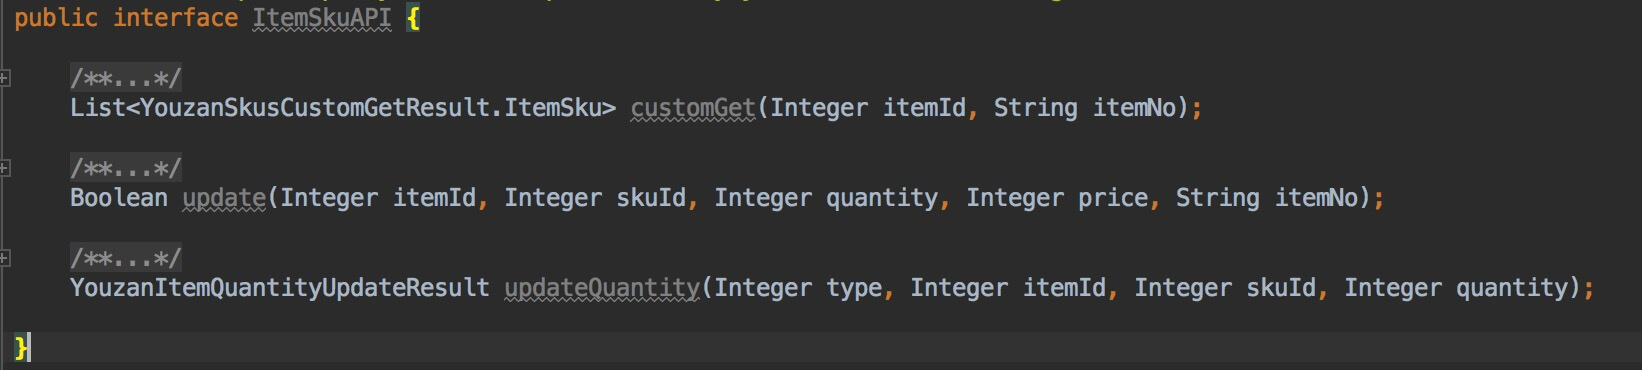 public interface ItemSkuAPI {
/**...*/
List<YouzanSkusCustomGetResult.ItemSku> customGet(Integer itemId, String itemNo);
/**...*/
Boolean update(Integer itemId, Integer skuId, Integer quantity, Integer price, String itemNo);
/**...*/
YouzanItemQuantityUpdateResult updateQuantity(Integer type, Integer itemId, Integer skuId, Integer quantity);
}